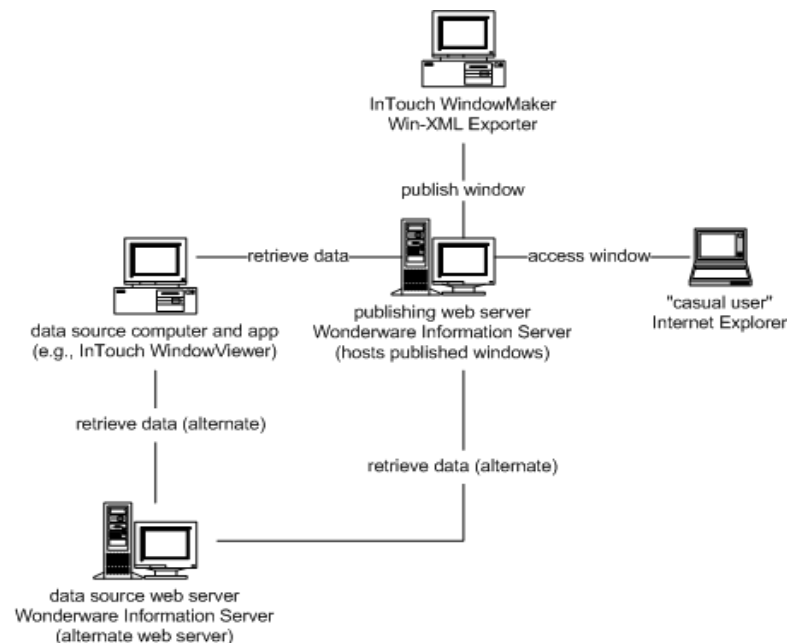 InTouch WindowMaker
Win-XML Exporter
publish window
retrieve data
access window
publishing web server
Wonderware Information Server
(hosts published windows)
"casual user"
Internet Explorer
data source computer and app
(e.g., InTouch WindowViewer)
retrieve data (alternate)
retrieve data (alternate)
data source web server
Wonderware Information Server
(alternate web server)